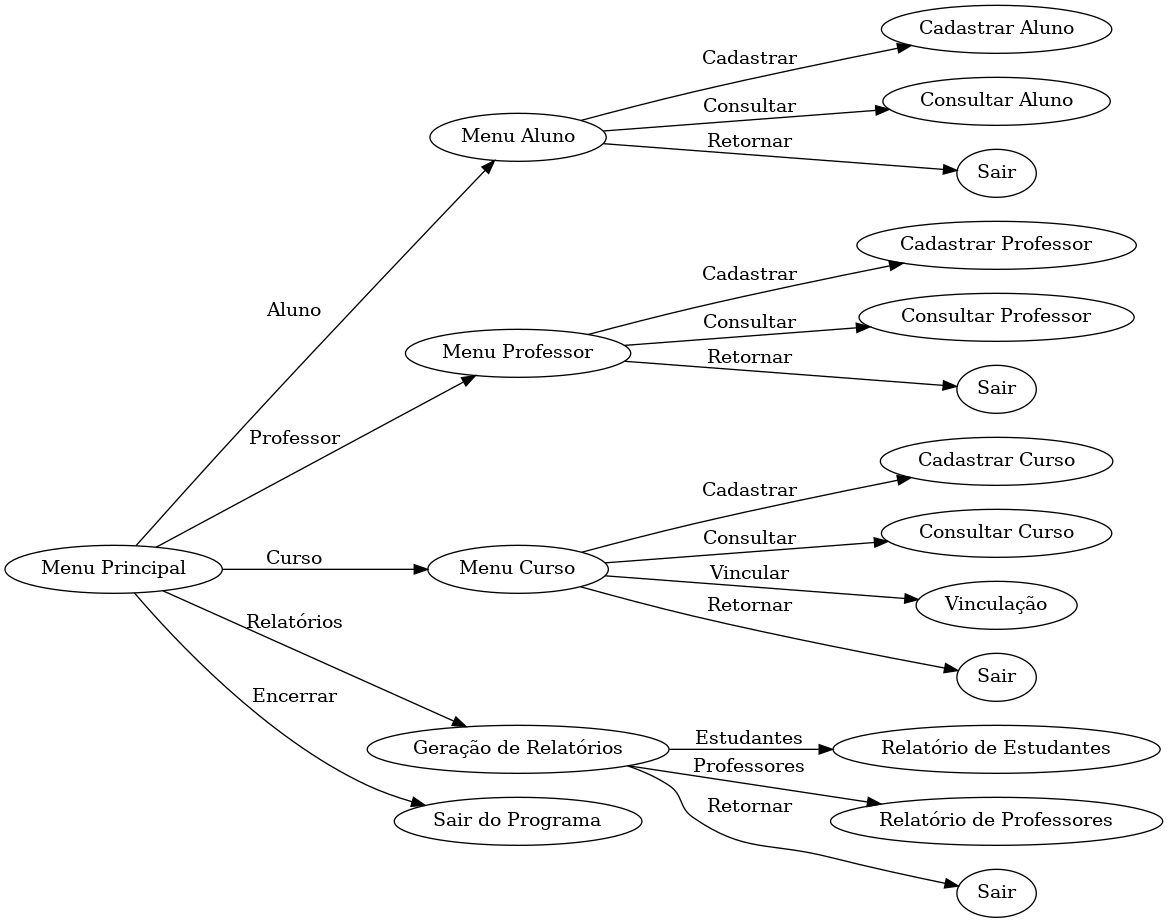 Cadastrar Aluno
Cadastrar
Consultar Aluno
Consultar
Menu Aluno
Retornar
Sair
Cadastrar Professor
Cadastrar
Aluno
Consultar Professor
Consultar
Menu Professor
Retornar
Sair
Professor
Cadastrar Curso
Cadastrar
Consultar Curso
Consultar
Curso
Menu Principal
Menu Curso
Vincular
Vinculação
Retornar
Relatórios
Sair
Encerrar
Estudantes
Geração de Relatórios
Relatório de Estudantes
Professores
Retornar
Sair do Programa
Relatório de Professores
Sair